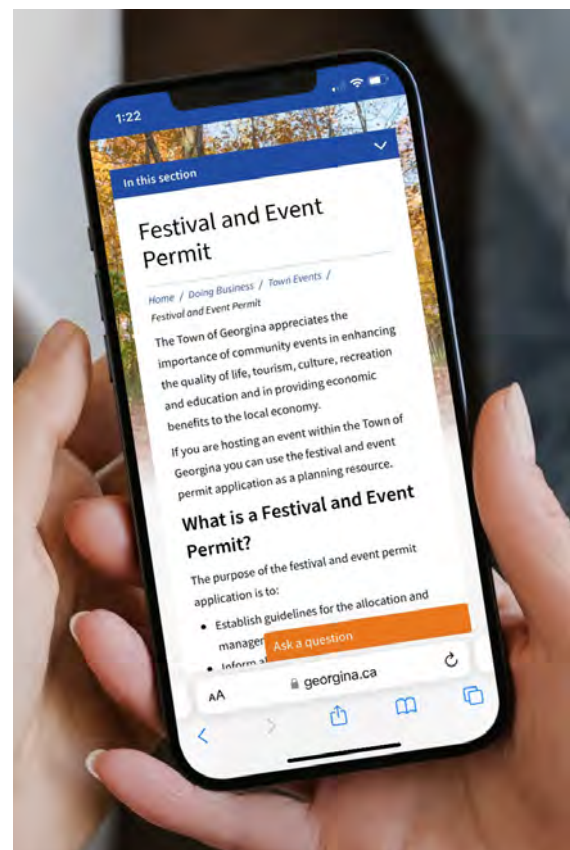 1:22
In this section
Festival and Event
Permit
Home / Doing Business / Town Events /
Festival and Event Permit
The Town of Georgina appreciates the
importance of community events in enhancing
the quality of life, tourism, culture, recreation
and education and in providing economic
benefits to the local economy.
If you are hosting an event within the Town of
Georgina you can use the festival and event
permit application as a planning resource.
What is a Festival and Event
Permit?
The purpose of the festival and event permit
application is to:
• Establish guidelines for the allocation and
manager
Ask a question
• Inform
AA
georgina.ca